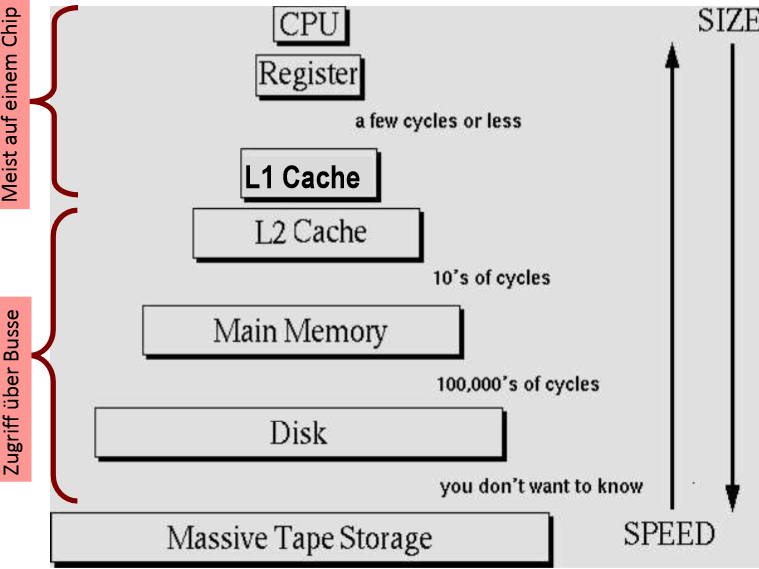 Meist auf einem Chip
CPU
SIZE
Register
a few cycles or less
L1 Cache
L2 Cache
10's of cycles
Zugriff über Busse
Main Memory
100,000's of cycles
Disk
you don't want to know
SPEED
Massive Tape Storage